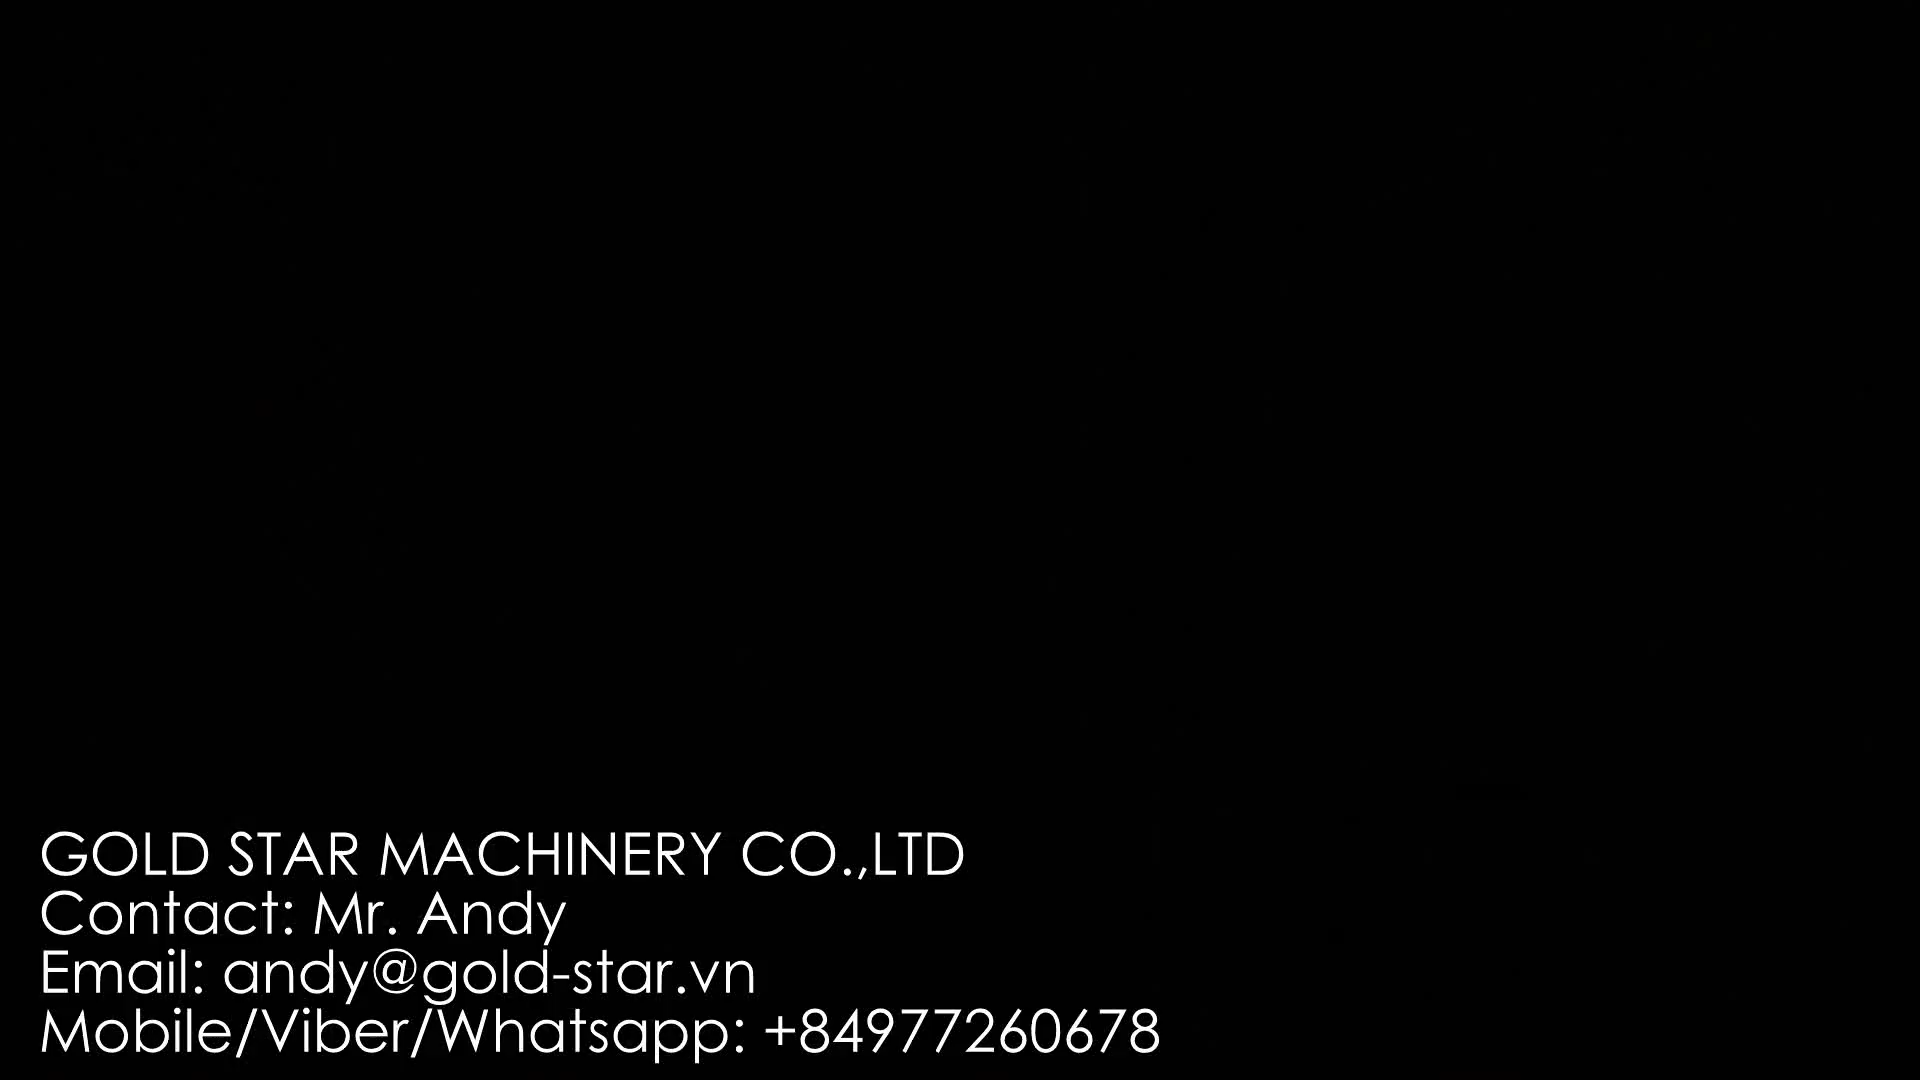 GOLD STAR MACHINERY CO.,LTD
Contact: Mr. Andy
Email: andy@gold-star.vn
Mobile/Viber/Whatsapp: +84977260678